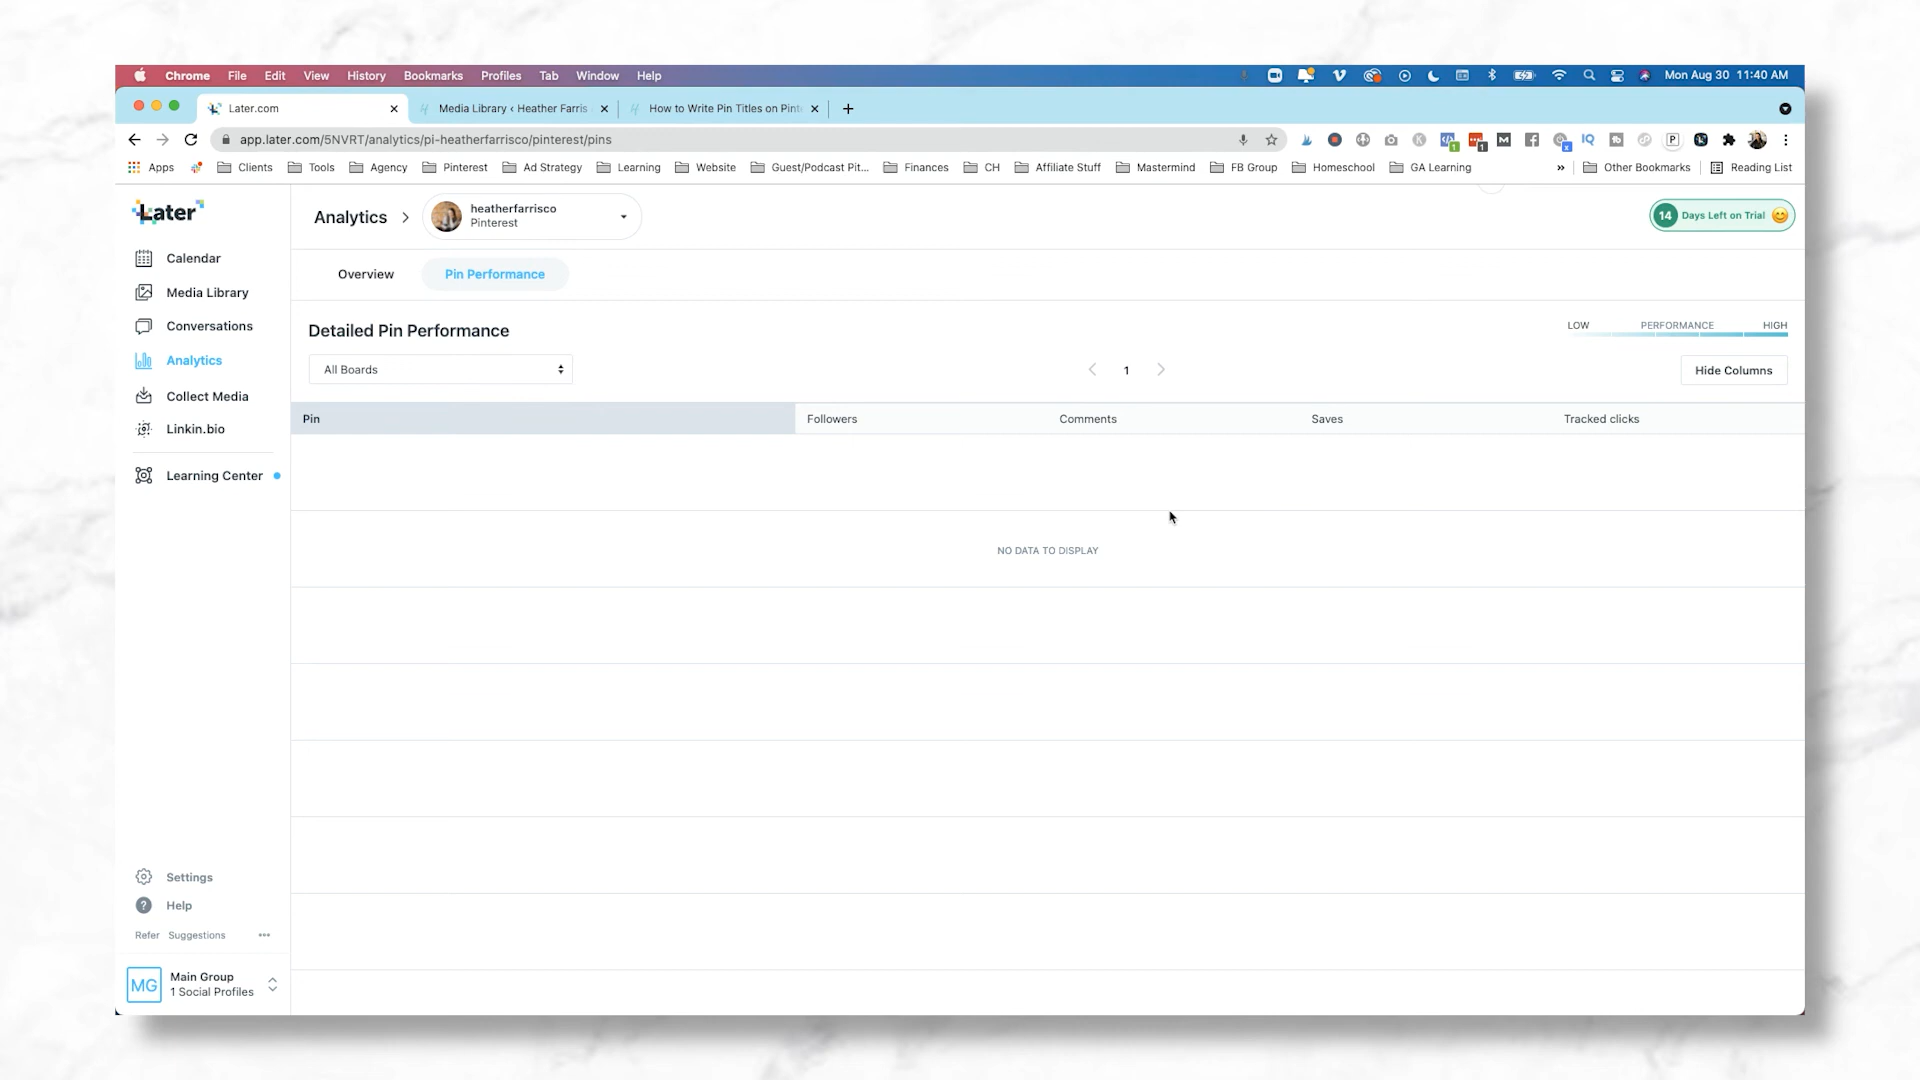 Chrome File Edit View History Bookmarks Profiles Tab Window Help Mon Aug 30 11:40 AM
Later.com Media Library ‹ Heather Farris How to Write Pin Titles on Pint
app.later.com/5NVRT/analytics/pi-heatherfarrisco/pinterest/pins
Apps Clients Tools Agency Pinterest Ad Strategy Learning Website Guest/Podcast Pit... Finances CH Affiliate Stuff Mastermind FB Group Homeschool GA Learning » Other Bookmarks Reading List
Later
Calendar
Media Library
Conversations
Analytics
Collect Media
Linkin.bio
Learning Center
Settings
Help
Refer Suggestions •••
MG
Main Group
1 Social Profiles
Analytics
heatherfarrisco
Pinterest
14 Days Left on Trial
Overview Pin Performance
Detailed Pin Performance
LOW PERFORMANCE HIGH
All Boards
1
Hide Columns
Pin Followers Comments Saves Tracked clicks
NO DATA TO DISPLAY